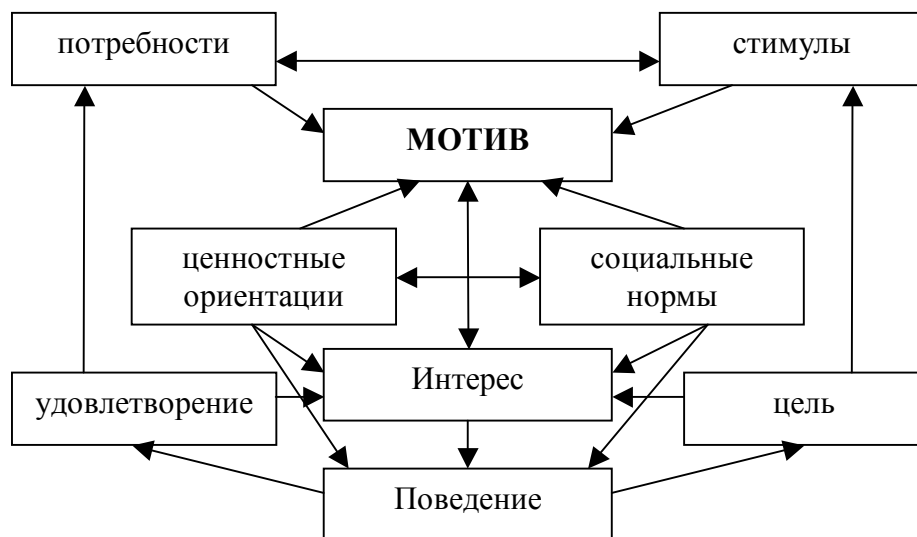 потребности
стимулы
МОТИВ
ценностные
ориентации
социальные
нормы
Интерес
удовлетворение
цель
Поведение